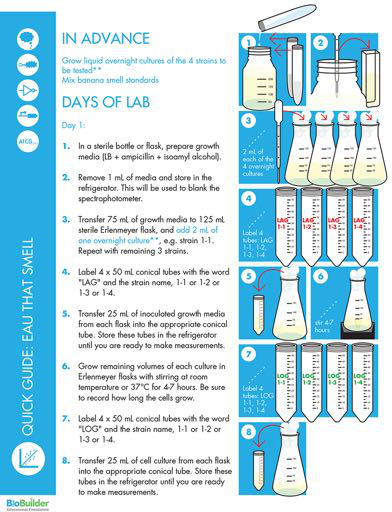 IN ADVANCE
Grow liquid overnight cultures of the 4 strains to
be tested**
Mix banana smell standards
DAYS OF LAB
Day 1:
1. In a sterile bottle or flask, prepare growth
media (LB + ampicillin + isoamyl alcohol).
2. Remove 1 mL of media and store in the
refrigerator. This will be used to blank the
spectrophotometer.
3. Transfer 75 mL of growth media to 125 mL
sterile Erlenmeyer flask, and add 2 mL of
one overnight culture**, e.g. strain 1-1.
Repeat with remaining 3 strains.
4. Label 4 x 50 mL conical tubes with the word
"LAG" and the strain name, 1-1 or 1-2 or
1-3 or 1-4.
5. Transfer 25 mL of inoculated growth media
from each flask into the appropriate conical
tube. Store these tubes in the refrigerator
until you are ready to make measurements.
6. Grow remaining volumes of each culture in
Erlenmeyer flasks with stirring at room
temperature or 37°C for 4-7 hours. Be sure
to record how long the cells grow.
7. Label 4 x 50 mL conical tubes with the word
"LOG" and the strain name, 1-1 or 1-2 or
1-3 or 1-4.
8. Transfer 25 mL of cell culture from each flask
into the appropriate conical tube. Store these
tubes in the refrigerator until you are ready
to make measurements.
ATCG...
QUICK GUIDE: EAU THAT SMELL
BioBuilder
Educational Foundation
1
2
3
2 mL of
each of the
4 overnight
cultures
4
Label 4
tubes: LAG
1-1, 1-2,
1-3, 1-4
LAG
1-1
LAG
1-2
LAG
1-3
LAG
1-4
5
6
stir 4-7
hours
7
Label 4
tubes: LOG
1-1, 1-2,
1-3, 1-4
LOG
1-1
LOG
1-2
LOG
1-3
LOG
1-4
8